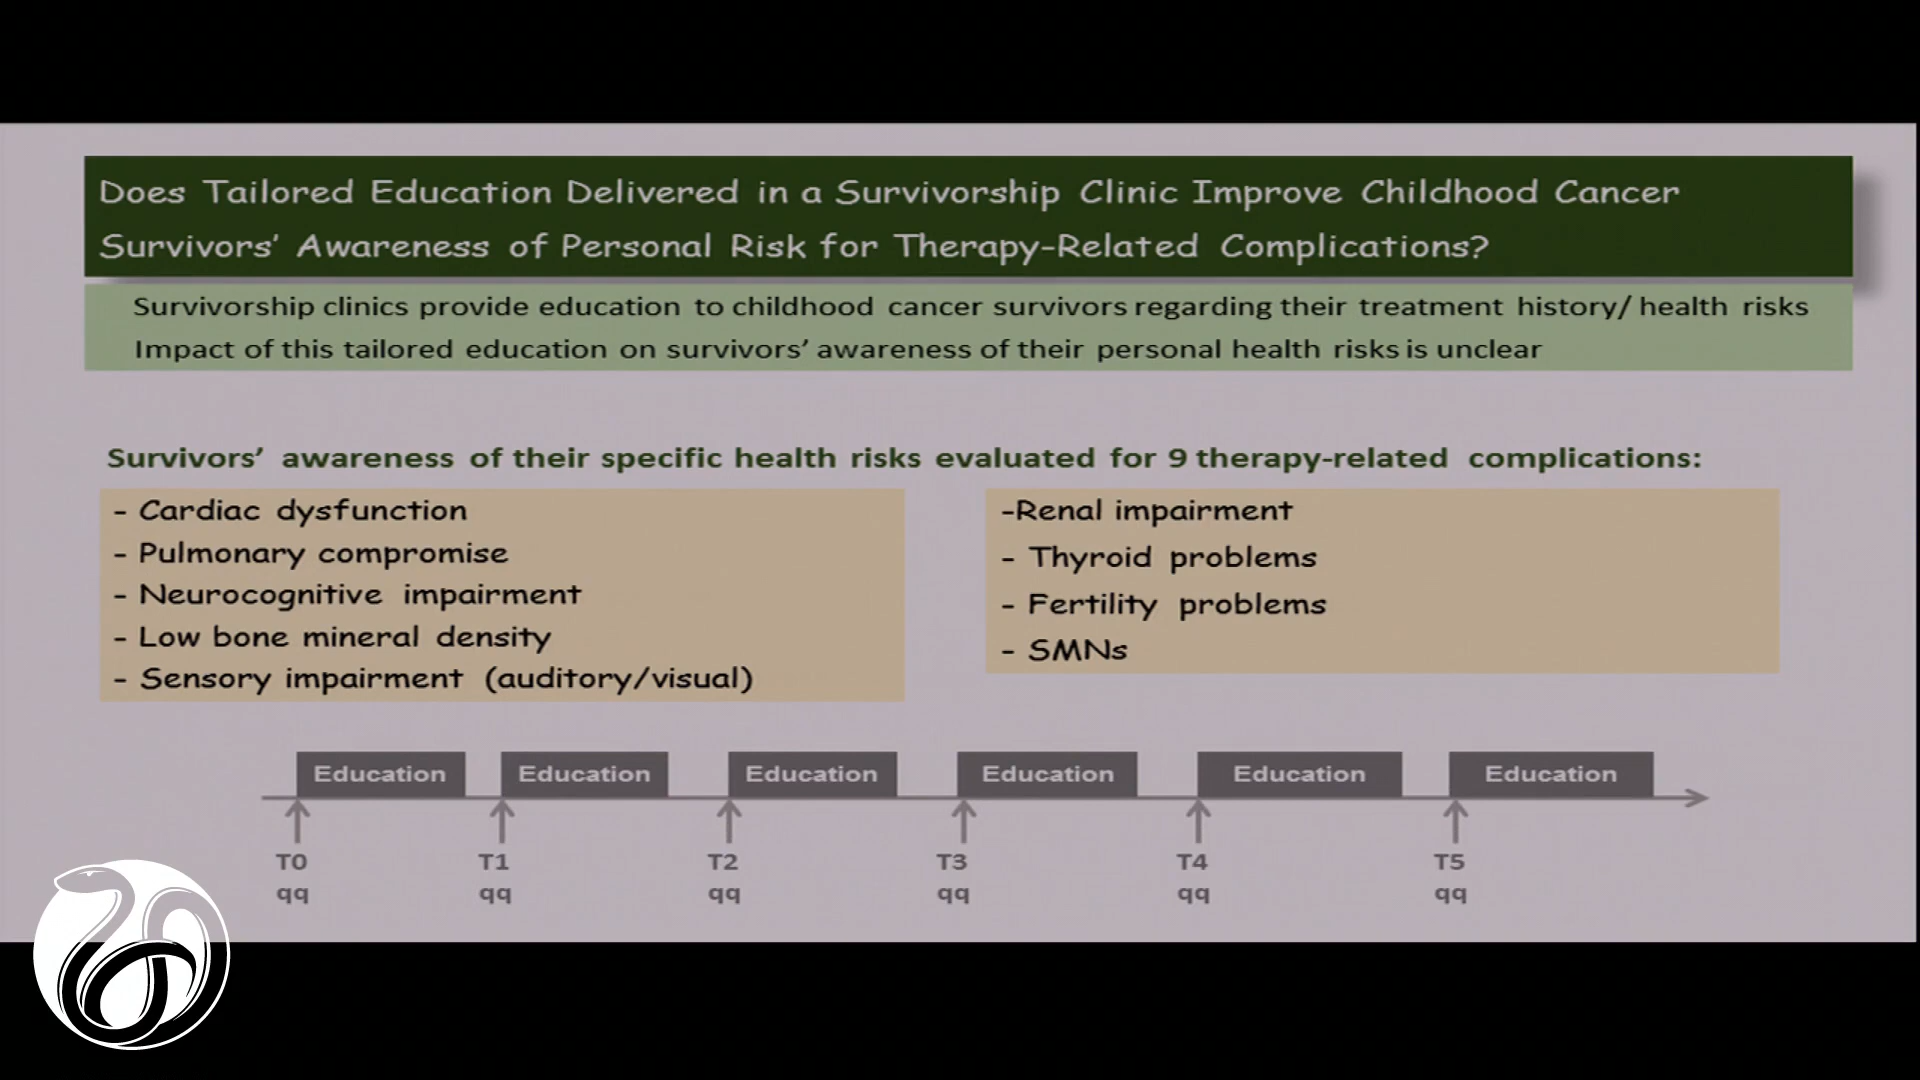 Does Tailored Education Delivered in a Survivorship Clinic Improve Childhood Cancer
Survivors' Awareness of Personal Risk for Therapy-Related Complications?
Survivorship clinics provide education to childhood cancer survivors regarding their treatment history/ health risks
Impact of this tailored education on survivors' awareness of their personal health risks is unclear
Survivors' awareness of their specific health risks evaluated for 9 therapy-related complications:
- Cardiac dysfunction
- Pulmonary compromise
- Neurocognitive impairment
- Low bone mineral density
- Sensory impairment (auditory/visual)
-Renal impairment
- Thyroid problems
- Fertility problems
- SMNs
Education Education Education Education Education Education
T0 T1 T2 T3 T4 T5
qq qq qq qq qq qq